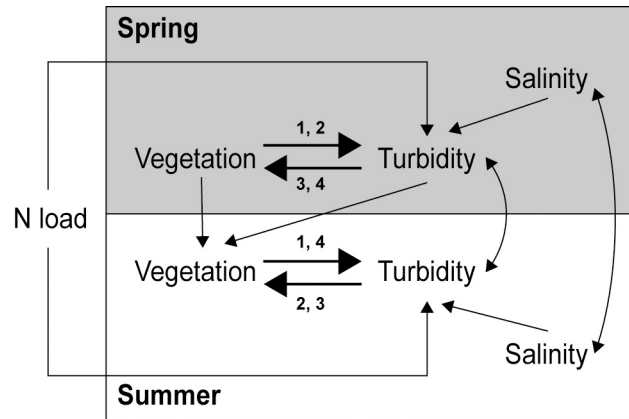 Spring
Salinity
1, 2
Vegetation Turbidity
3, 4
N load
1, 4
Vegetation Turbidity
2, 3
Salinity
Summer